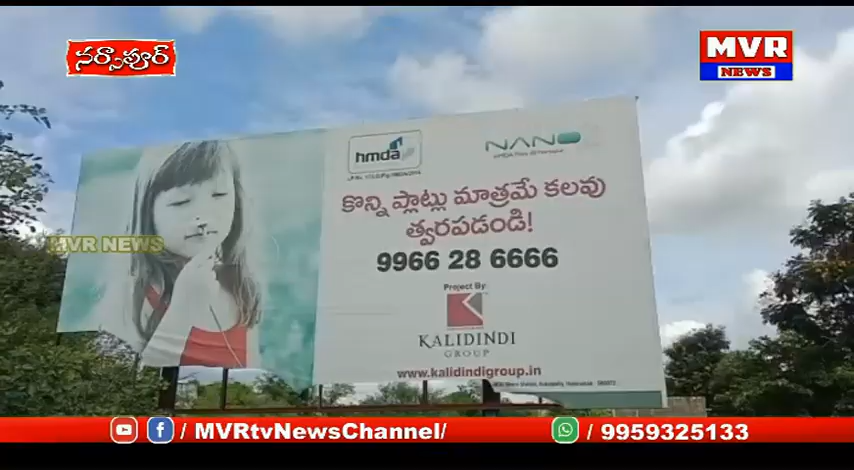 నర్సాపూర్
MVR
NEWS
hmda
NANO
కొన్ని ప్లాట్లు మాత్రమే కలవు
త్వరపడండి!
9966 28 6666
MVR NEWS
Project By:
KALIDINDI
GROUP
www.kalidindigroup.in
/ MVRtvNewsChannel/
/ 9959325133